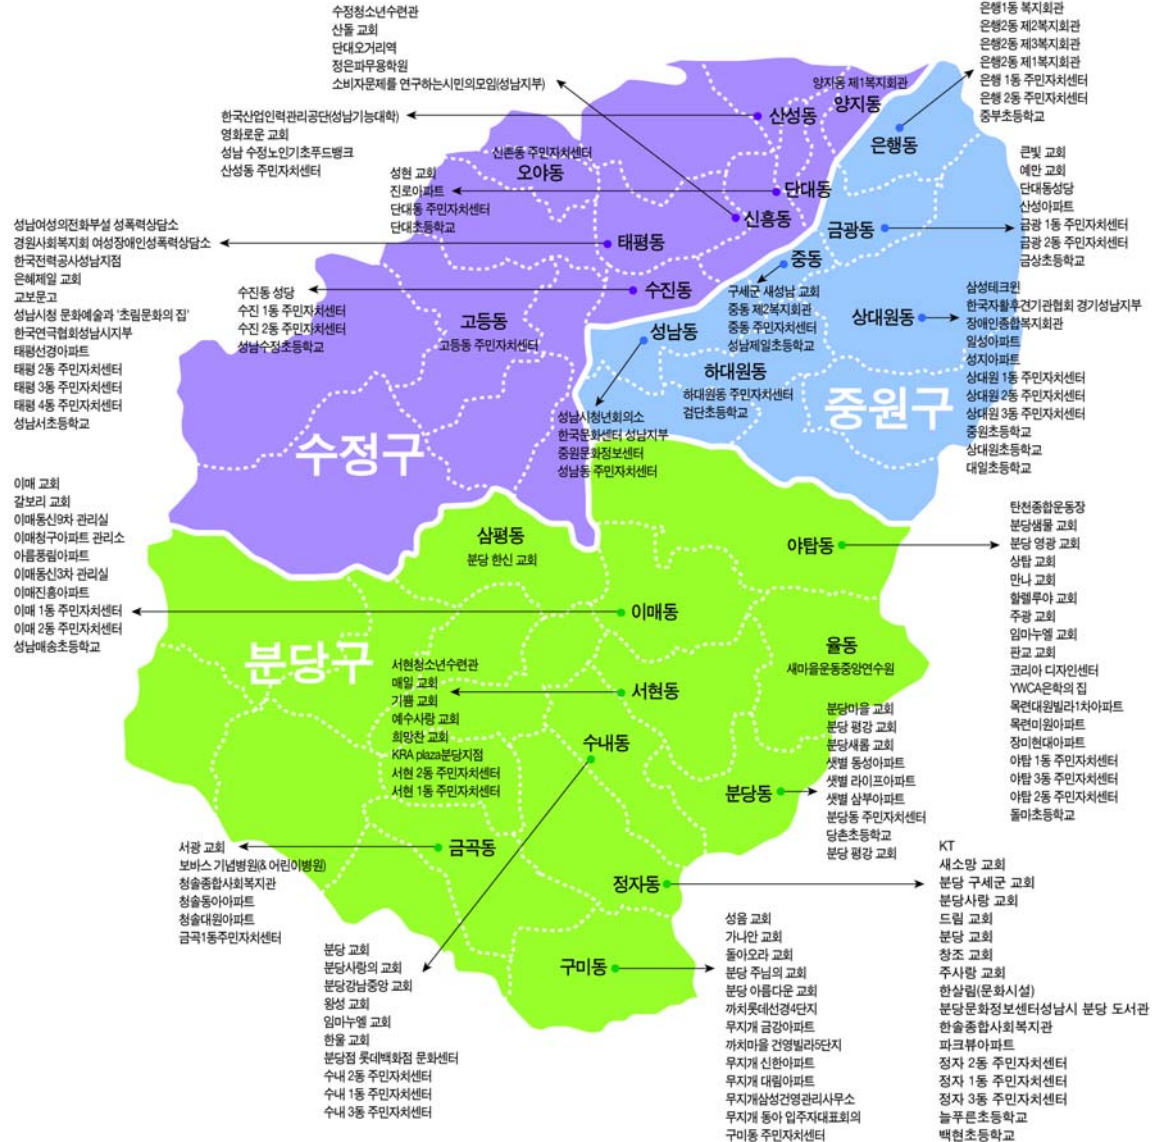 수정청소년수련관
산돌 교회
단대오거리역
정은파무용학원
소비자문제를 연구하는시민의모임(성남지부)
은행1동 복지회관
은행2동 제2복지회관
은행2동 제3복지회관
은행2동 제1복지회관
은행 1동 주민자치센터
은행 2동 주민자치센터
중부초등학교
양지동 제1복지회관
양지동
산성동
한국산업인력관리공단(성남기능대학)
영화로운 교회
성남 수정노인기초푸드뱅크
산성동 주민자치센터
은행동
신촌동 주민자치센터
오야동
성현 교회
진로아파트
단대동 주민자치센터
단대초등학교
단대동
신흥동
큰빛 교회
예만 교회
단대동성당
산성아파트
금광 1동 주민자치센터
금광 2동 주민자치센터
금상초등학교
금광동
성남여성의전화부설 성폭력상담소
경원사회복지회 여성장애인성폭력상담소
한국전력공사성남지점
은혜제일 교회
교보문고
성남시청 문화예술과 '초림문화의 집'
한국연극협회성남시지부
태평선경아파트
태평 2동 주민자치센터
태평 3동 주민자치센터
태평 4동 주민자치센터
성남서초등학교
태평동
중동
구세군 새성남 교회
중동 제2복지회관
중동 주민자치센터
성남제일초등학교
수진동 성당
수진 1동 주민자치센터
수진 2동 주민자치센터
성남수정초등학교
수진동
고등동
고등동 주민자치센터
삼성테크윈
한국자활후견기관협회 경기성남지부
장애인종합복지회관
일성아파트
성지아파트
상대원 1동 주민자치센터
상대원 2동 주민자치센터
상대원 3동 주민자치센터
중원초등학교
상대원초등학교
대일초등학교
상대원동
성남동
하대원동
하대원동 주민자치센터
검단초등학교
중원구
성남시청년회의소
한국문화센터 성남지부
중원문화정보센터
성남동 주민자치센터
수정구
이매 교회
갈보리 교회
이매동신9차 관리실
이매청구아파트 관리소
아름풍림아파트
이매동신3차 관리실
이매진흥아파트
이매 1동 주민자치센터
이매 2동 주민자치센터
성남매송초등학교
삼평동
분당 한신 교회
야탑동
탄천종합운동장
분당샘물 교회
분당 영광 교회
상탑 교회
만나 교회
할렐루야 교회
주광 교회
임마누엘 교회
판교 교회
코리아 디자인센터
YWCA은학의 집
목련대원빌라1차아파트
목련미원아파트
장미현대아파트
야탑 1동 주민자치센터
야탑 3동 주민자치센터
야탑 2동 주민자치센터
돌마초등학교
이매동
율동
새마을운동중앙연수원
분당구
서현청소년수련관
매일 교회
기쁨 교회
예수사랑 교회
희망찬 교회
KRA plaza분당지점
서현 2동 주민자치센터
서현 1동 주민자치센터
서현동
수내동
분당마을 교회
분당 평강 교회
분당새롬 교회
샛별 동성아파트
샛별 라이프아파트
샛별 삼부아파트
분당동 주민자치센터
당촌초등학교
분당 평강 교회
분당동
서광 교회
보바스 기념병원(& 어린이병원)
청솔종합사회복지관
청솔동아아파트
청솔대원아파트
금곡1동주민자치센터
금곡동
정자동
KT
새소망 교회
분당 구세군 교회
분당사랑 교회
드림 교회
분당 교회
창조 교회
주사랑 교회
한살림(문화시설)
분당문화정보센터성남시 분당 도서관
한솔종합사회복지관
파크뷰아파트
정자 2동 주민자치센터
정자 1동 주민자치센터
정자 3동 주민자치센터
늘푸른초등학교
백현초등학교
분당 교회
분당사랑의 교회
분당강남중앙 교회
왕성 교회
임마누엘 교회
한울 교회
분당점 롯데백화점 문화센터
수내 2동 주민자치센터
수내 1동 주민자치센터
수내 3동 주민자치센터
구미동
성음 교회
가나안 교회
돌아오라 교회
분당 주님의 교회
분당 아름다운 교회
까치롯데선경4단지
무지개 금강아파트
까치마을 건영빌라5단지
무지개 신한아파트
무지개 대림아파트
무지개삼성건영관리사무소
무지개 동아 입주자대표회의
구미동 주민자치센터